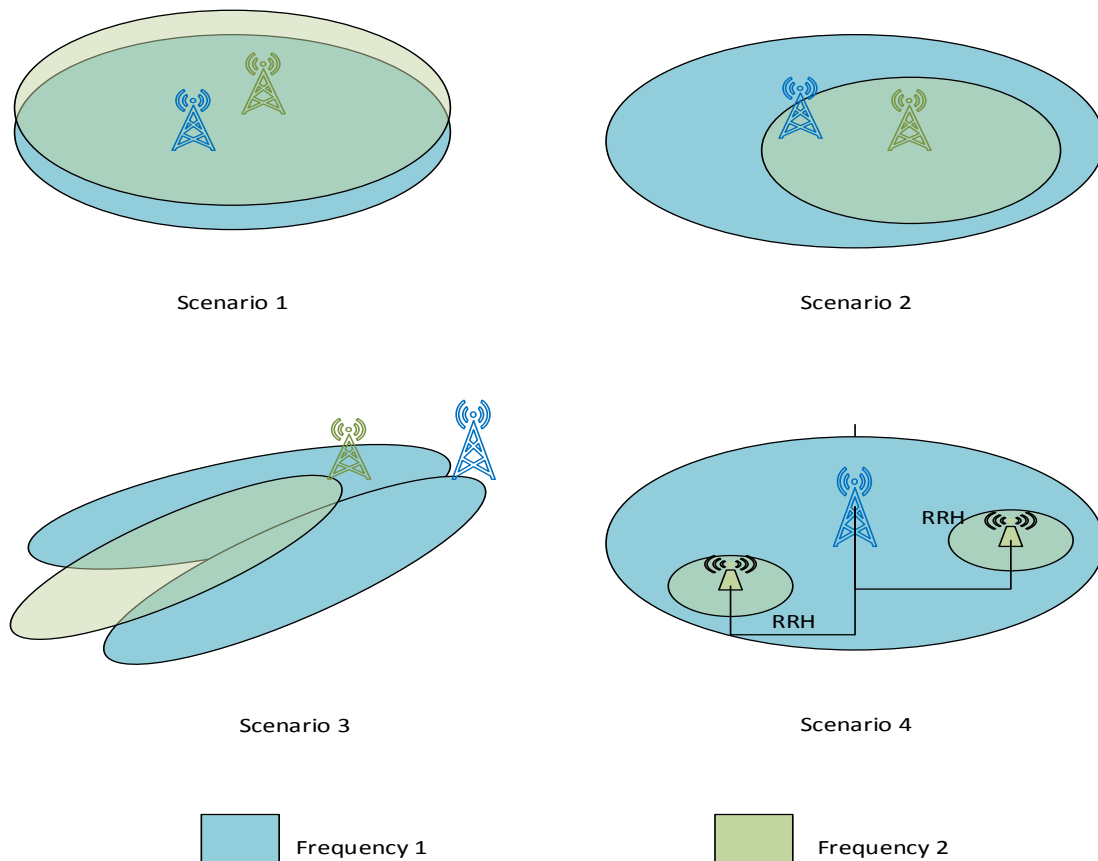 Scenario 1
Scenario 2
RRH
RRH
Scenario 3
Scenario 4
Frequency 1
Frequency 2